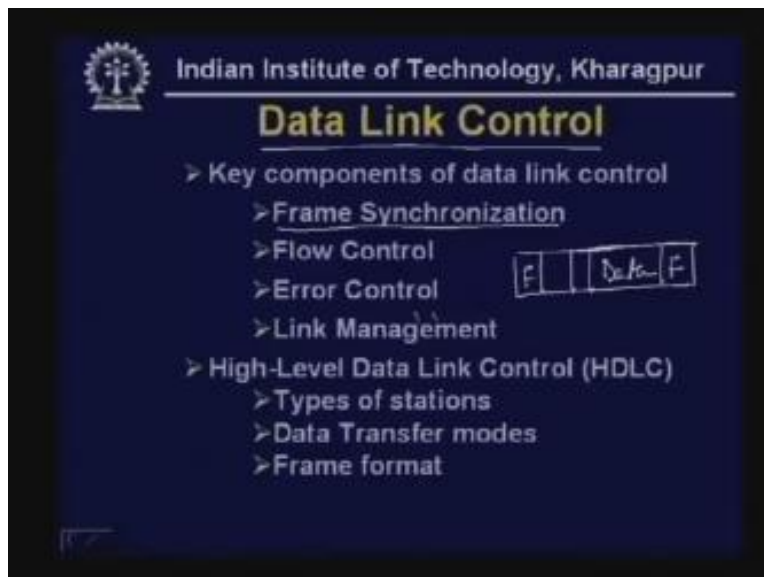 Indian Institute of Technology, Kharagpur
Data Link Control
➢ Key components of data link control
➢Frame Synchronization
➢Flow Control
F Data F
➢Error Control
➢Link Management
➢ High-Level Data Link Control (HDLC)
➢Types of stations
➢Data Transfer modes
➢Frame format